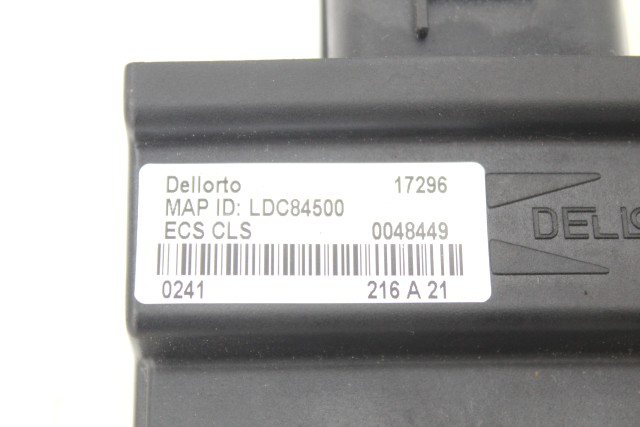 Dellorto 17296
MAP ID: LDC84500
ECS CLS 0048449
0241 216 A 21